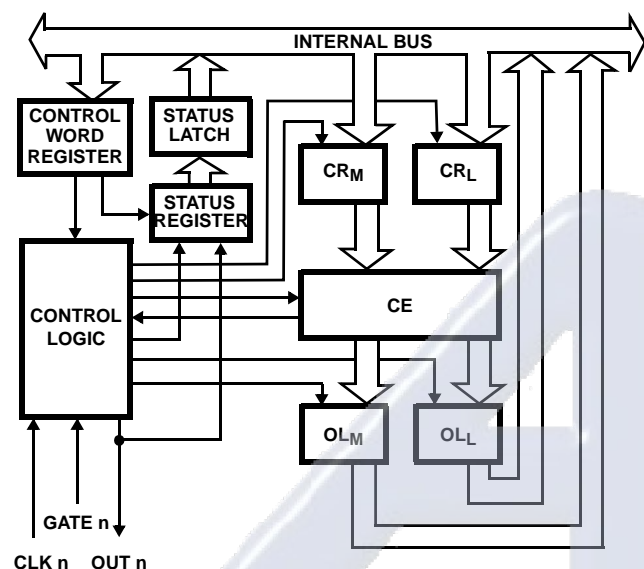 INTERNAL BUS
CONTROL
WORD
REGISTER
STATUS
LATCH
CRM
CRL
STATUS
REGISTER
CONTROL
LOGIC
CE
OLM
OLL
GATE n
CLK n
OUT n